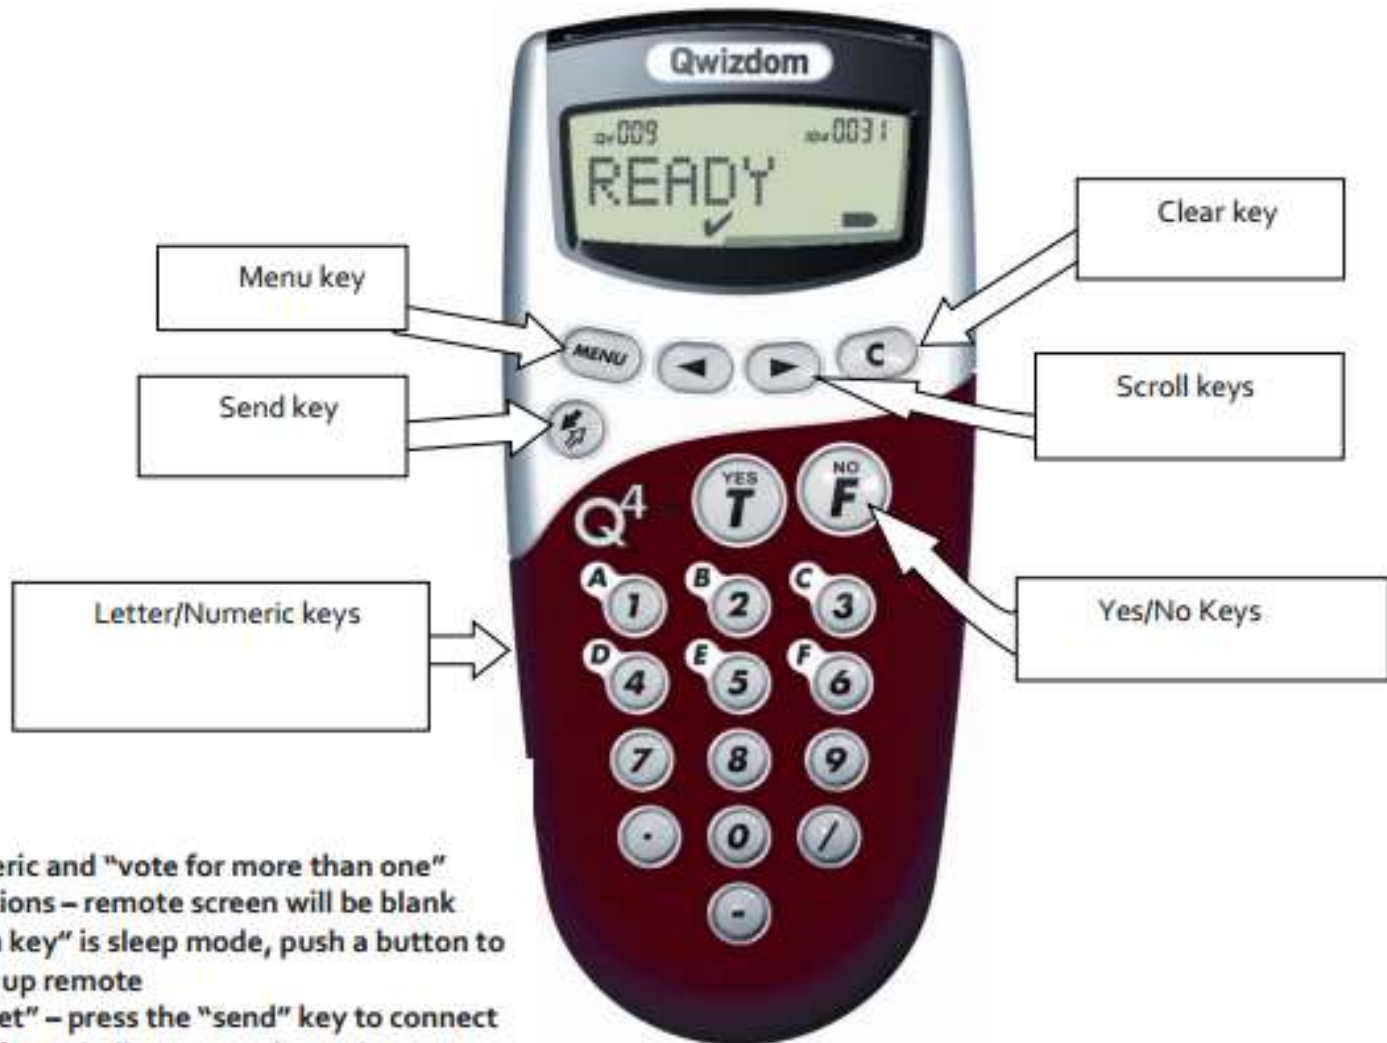 Qwizdom
009
0031
READY
Clear key
Menu key
MENU
C
Scroll keys
Send key
YES
T
NO
F
Q4
Letter/Numeric keys
A
1
B
2
C
3
Yes/No Keys
D
4
E
5
F
6
7
8
9
.
0
/
-
eric and “vote for more than one”
ions – remote screen will be blank
key” is sleep mode, push a button to
up remote
et” – press the “send” key to connect